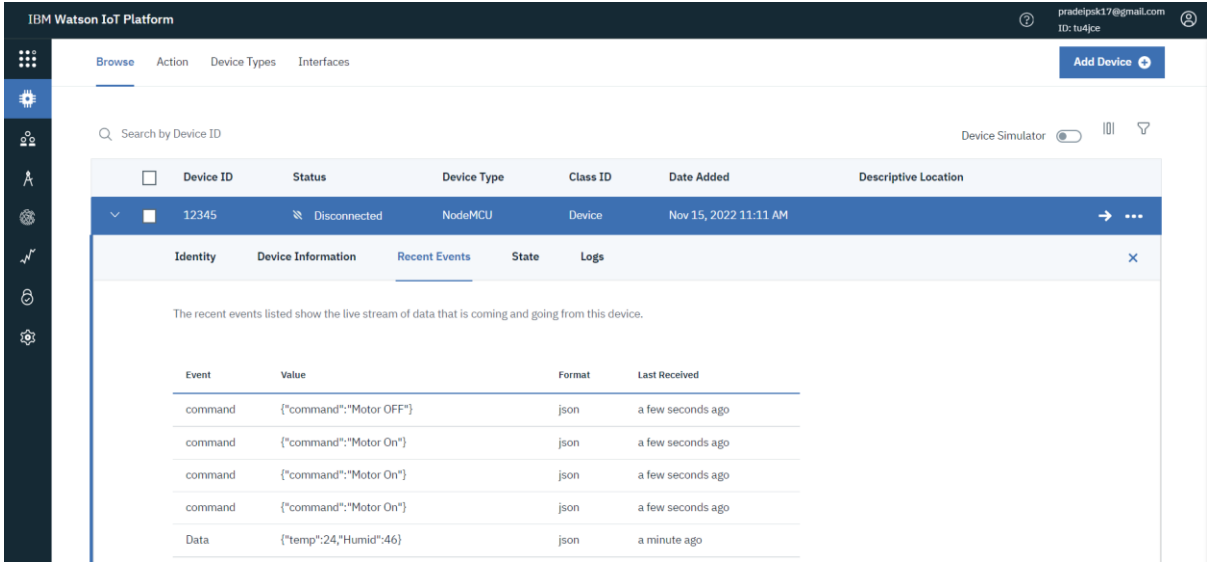 IBM Watson IoT Platform
pradeipsk17@gmail.com
ID: tu4jce
Browse Action Device Types Interfaces
Add Device
Search by Device ID
Device Simulator
Device ID Status Device Type Class ID Date Added Descriptive Location
12345 Disconnected NodeMCU Device Nov 15, 2022 11:11 AM
Identity Device Information Recent Events State Logs
The recent events listed show the live stream of data that is coming and going from this device.
Event Value Format Last Received
command {"command":"Motor OFF"} json a few seconds ago
command {"command":"Motor On"} json a few seconds ago
command {"command":"Motor On"} json a few seconds ago
command {"command":"Motor On"} json a few seconds ago
Data {"temp":24,"Humid":46} json a minute ago